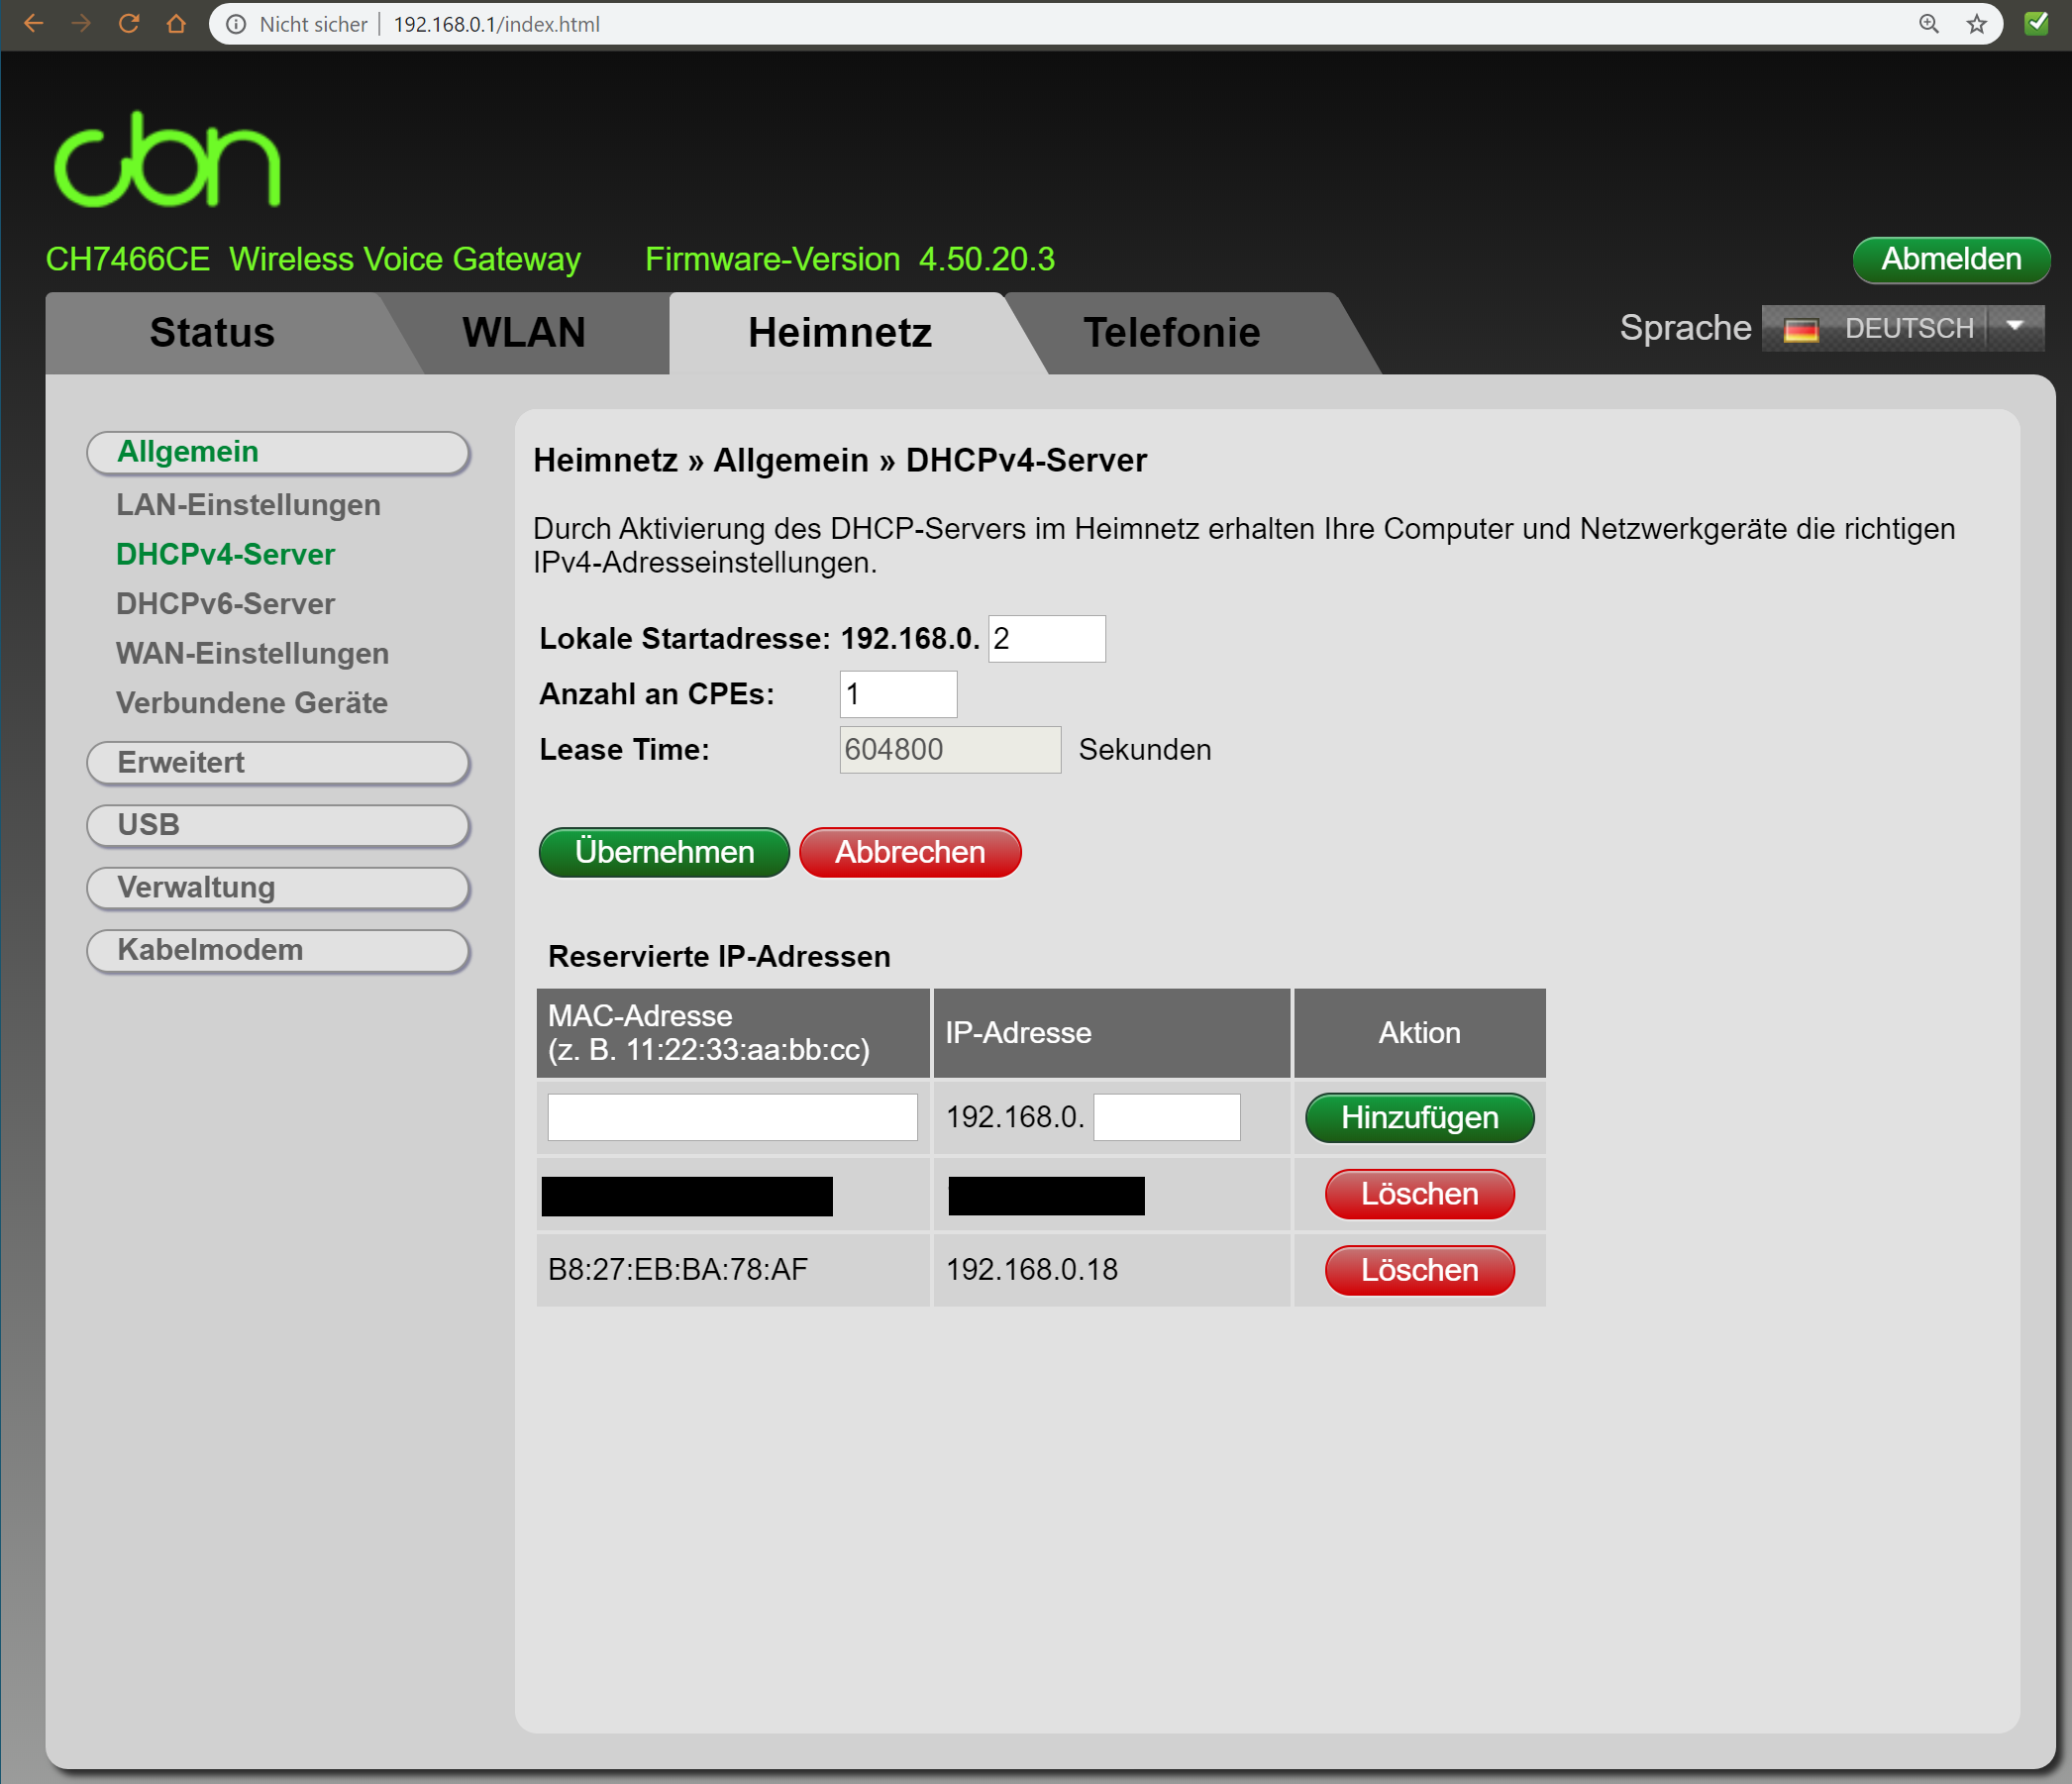 Nicht sicher | 192.168.0.1/index.html
cbn
CH7466CE Wireless Voice Gateway Firmware-Version 4.50.20.3
Abmelden
Status WLAN Heimnetz Telefonie
Sprache DEUTSCH
Allgemein
LAN-Einstellungen
DHCPv4-Server
DHCPv6-Server
WAN-Einstellungen
Verbundene Geräte
Erweitert
USB
Verwaltung
Kabelmodem
Heimnetz » Allgemein » DHCPv4-Server
Durch Aktivierung des DHCP-Servers im Heimnetz erhalten Ihre Computer und Netzwerkgeräte die richtigen
IPv4-Adresseinstellungen.
Lokale Startadresse: 192.168.0. 2
Anzahl an CPEs: 1
Lease Time: 604800 Sekunden
Übernehmen Abbrechen
Reservierte IP-Adressen
MAC-Adresse
(z. B. 11:22:33:aa:bb:cc)
IP-Adresse
Aktion
192.168.0. Hinzufügen
Löschen
B8:27:EB:BA:78:AF 192.168.0.18 Löschen